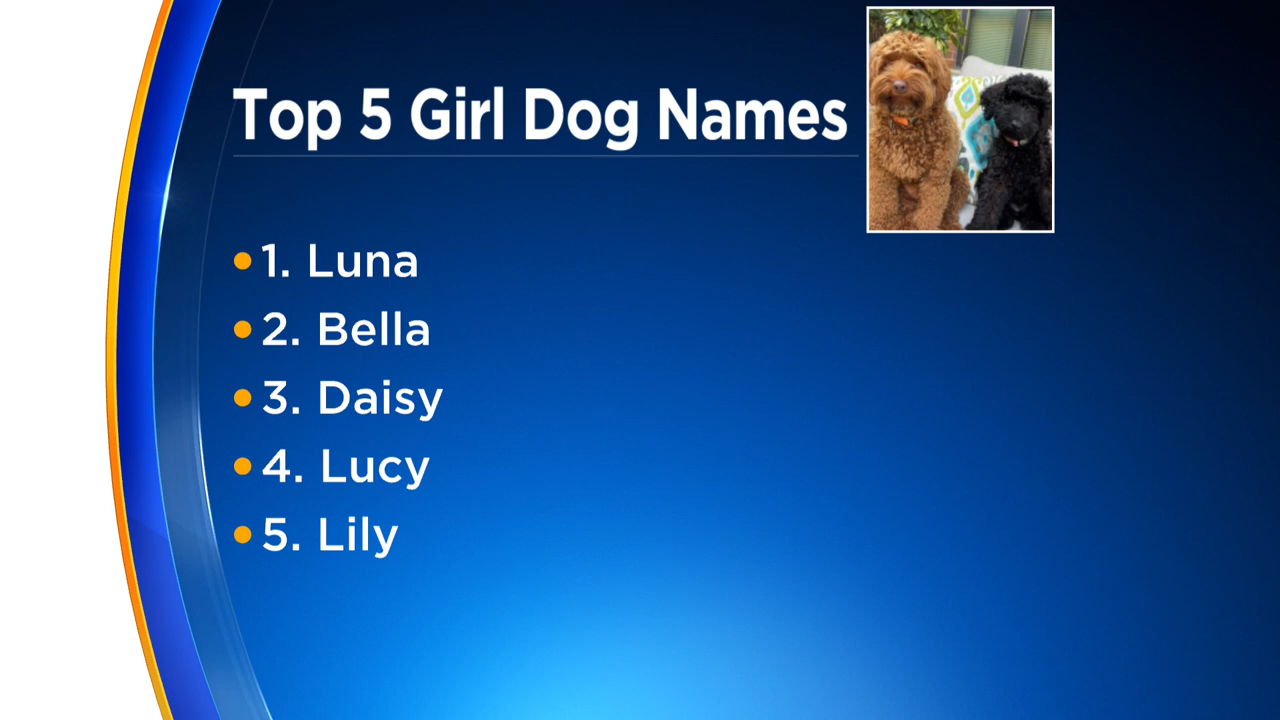 Top 5 Girl Dog Names
• 1. Luna
• 2. Bella
• 3. Daisy
• 4. Lucy
• 5. Lily